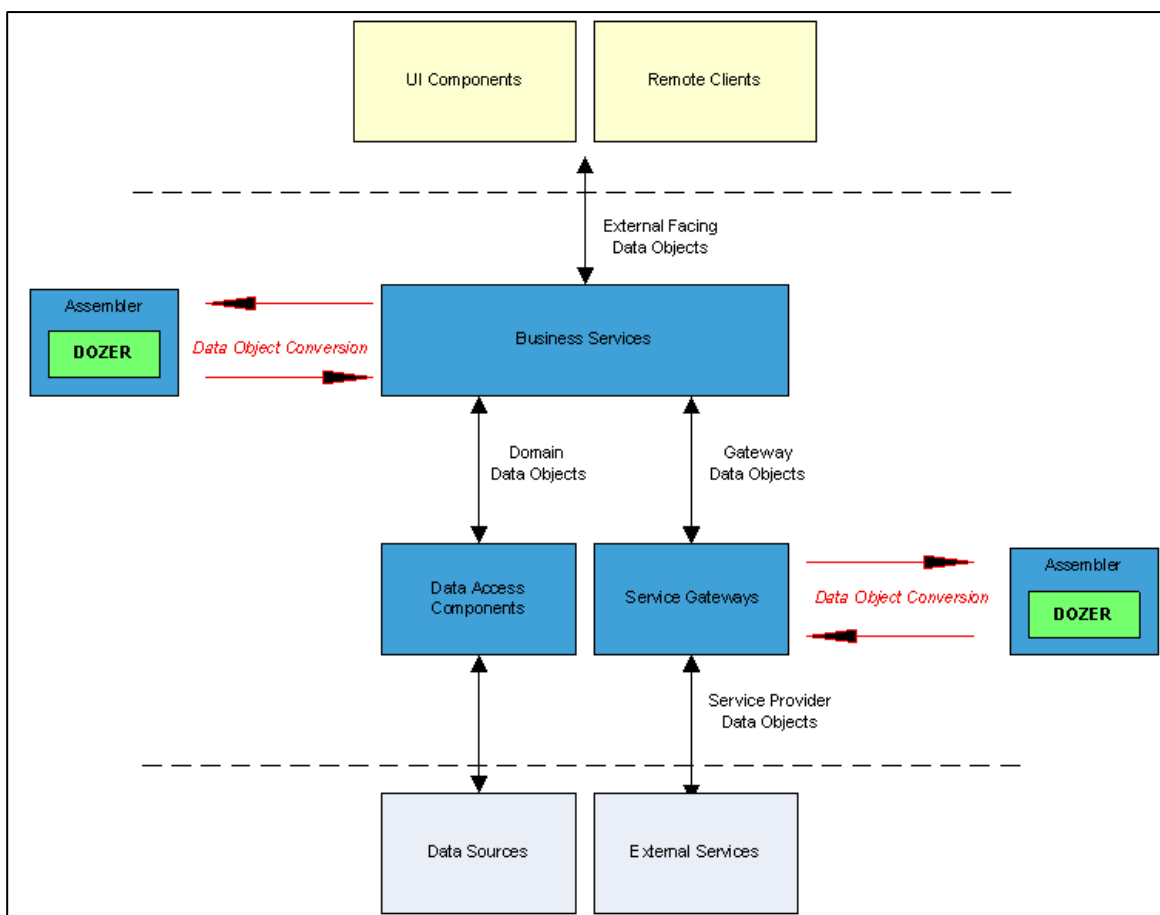 UI Components
Remote Clients
External Facing
Data Objects
Assembler
DOZER
Data Object Conversion
Business Services
Domain
Data Objects
Gateway
Data Objects
Data Access
Components
Service Gateways
Data Object Conversion
Assembler
DOZER
Service Provider
Data Objects
Data Sources
External Services